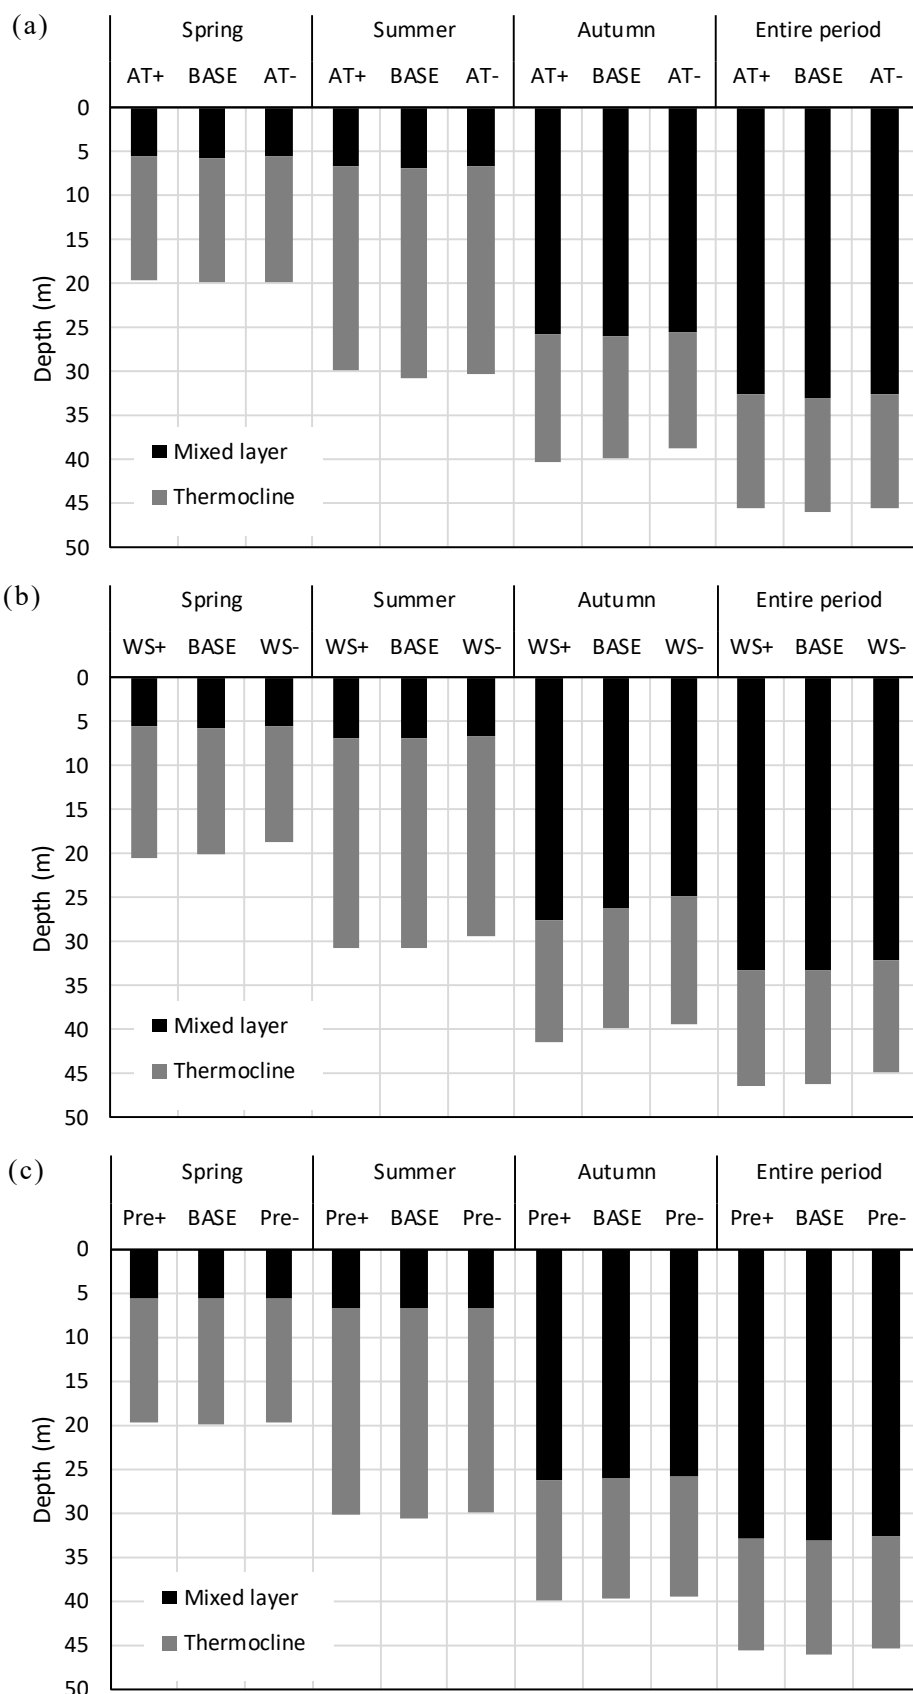 (a)
Spring Summer Autumn Entire period
AT+ BASE AT- AT+ BASE AT- AT+ BASE AT- AT+ BASE AT-
0
5
10
15
20
25
30
35
40
45
50
Depth (m)
Mixed layer
Thermocline
(b)
Spring Summer Autumn Entire period
WS+ BASE WS- WS+ BASE WS- WS+ BASE WS- WS+ BASE WS-
0
5
10
15
20
25
30
35
40
45
50
Depth (m)
Mixed layer
Thermocline
(c)
Spring Summer Autumn Entire period
Pre+ BASE Pre- Pre+ BASE Pre- Pre+ BASE Pre- Pre+ BASE Pre-
0
5
10
15
20
25
30
35
40
45
50
Depth (m)
Mixed layer
Thermocline